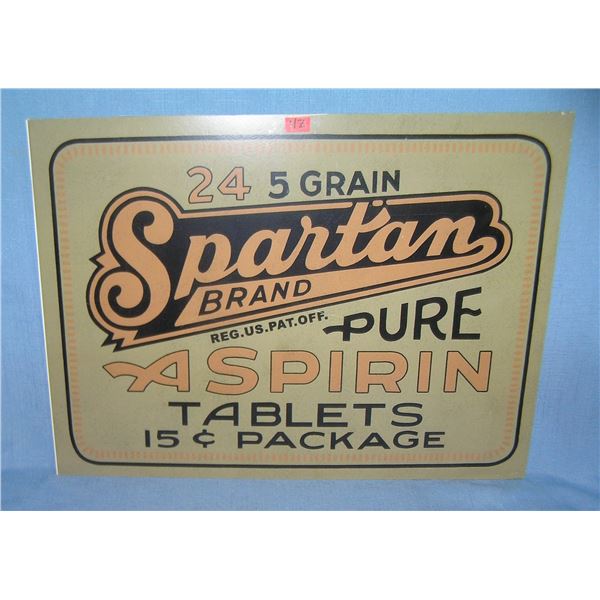 24 5 GRAIN
Spartan
BRAND
REG.US.PAT.OFF.
PURE
ASPIRIN
TABLETS
15¢ PACKAGE